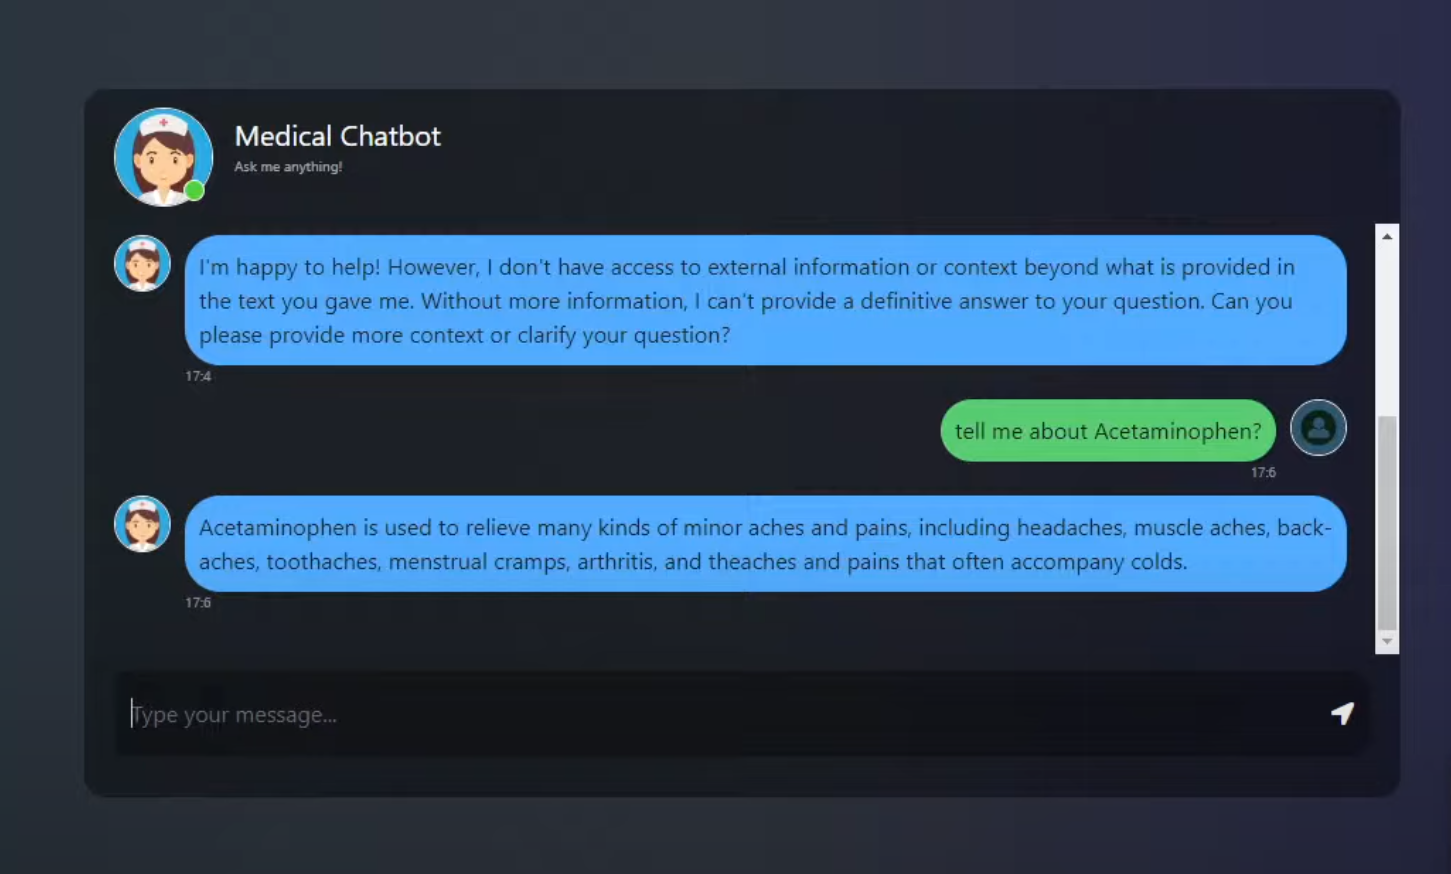 Medical Chatbot
Ask me anything!
I'm happy to help! However, I don't have access to external information or context beyond what is provided in
the text you gave me. Without more information, I can't provide a definitive answer to your question. Can you
please provide more context or clarify your question?
17:4
tell me about Acetaminophen?
17:6
Acetaminophen is used to relieve many kinds of minor aches and pains, including headaches, muscle aches, back-
aches, toothaches, menstrual cramps, arthritis, and theaches and pains that often accompany colds.
17:6
Type your message...